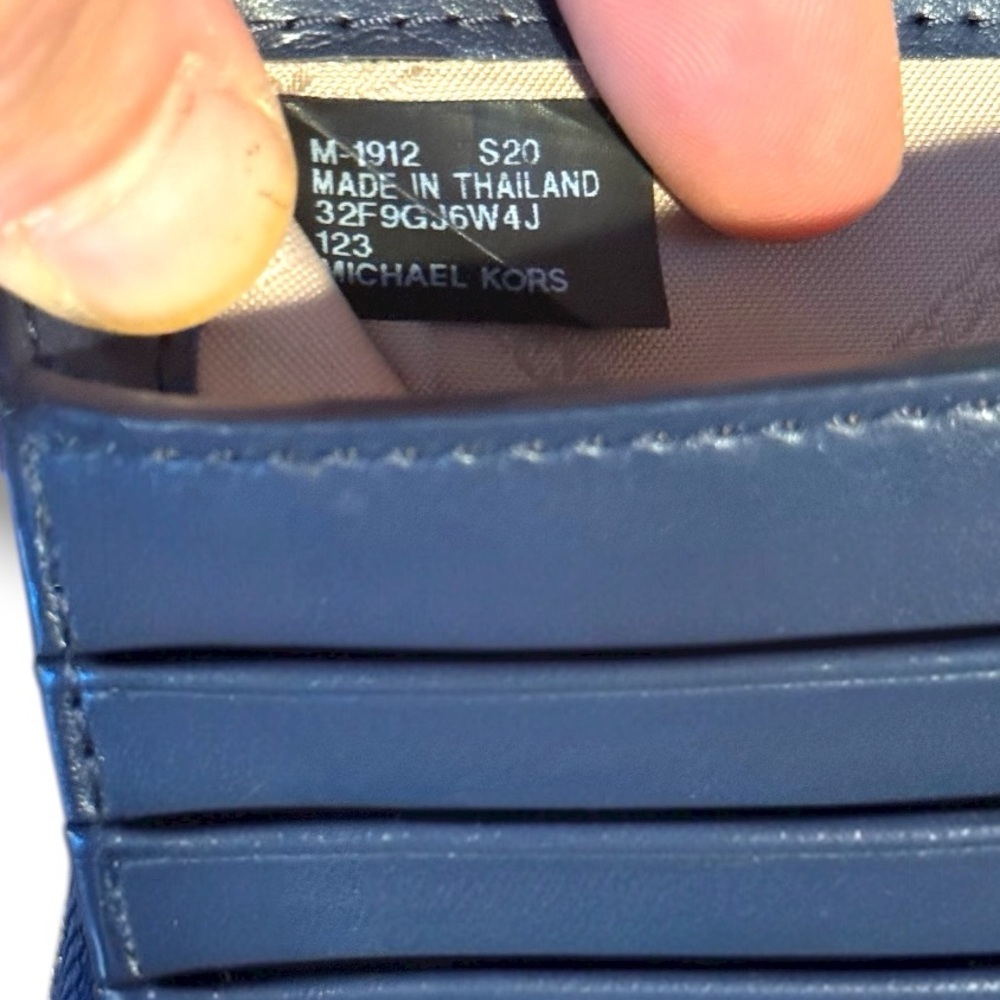 M-1912 S20
MADE IN THAILAND
32F9GJ6W4J
123
MICHAEL KORS